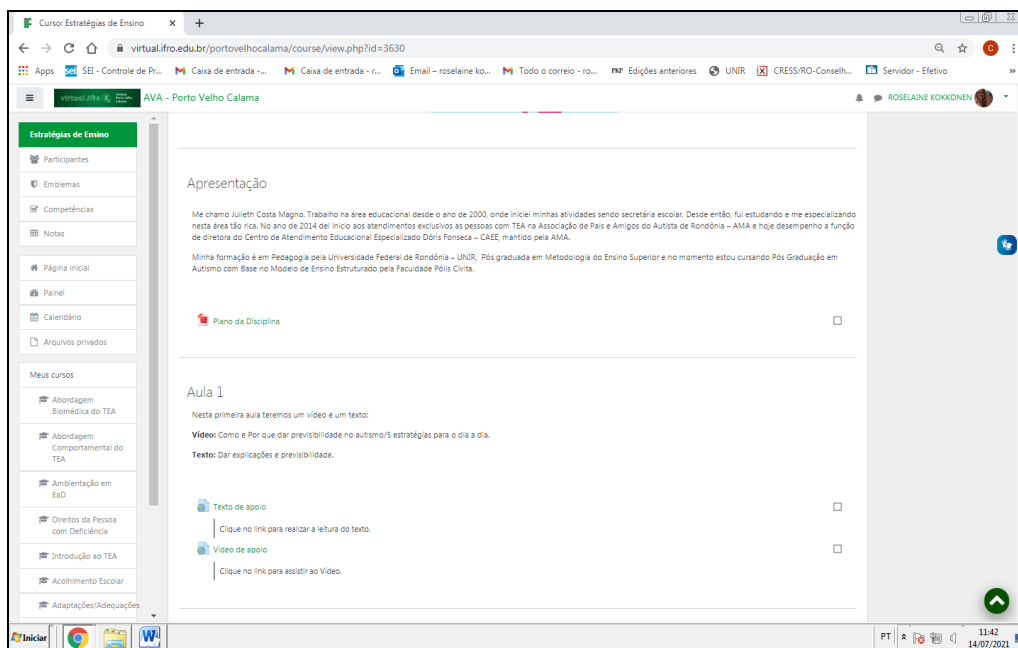 Curso: Estratégias de Ensino
virtual.ifro.edu.br/portovelhocalama/course/view.php?id=3630
Apps
SEI - Controle de Pr...
Caixa de entrada -...
Caixa de entrada - r...
Email – roselaine ko...
Todo o correio - ro...
PKP Edições anteriores
UNIR
CRESS/RO-Conselh...
Servidor - Efetivo
»
virtual.ifro
AVA - Porto Velho Calama
ROSELAINE KOKKONEN
Estratégias de Ensino
Participantes
Emblemas
Competências
Notas
Página inicial
Painel
Calendário
Arquivos privados
Meus cursos
Abordagem
Biomédica do TEA
Abordagem
Comportamental do
TEA
Ambientação em
EaD
Direitos da Pessoa
com Deficiência
Introdução ao TEA
Acolhimento Escolar
Adaptações/Adequações
Apresentação
Me chamo Julieth Costa Magno. Trabalho na área educacional desde o ano de 2000, onde iniciei minhas atividades sendo secretária escolar. Desde então, fui estudando e me especializando
nesta área tão rica. No ano de 2014 dei início aos atendimentos exclusivos as pessoas com TEA na Associação de Pais e Amigos do Autista de Rondônia – AMA e hoje desempenho a função
de diretora do Centro de Atendimento Educacional Especializado Dóris Fonseca – CAEE, mantido pela AMA.
Minha formação é em Pedagogia pela Universidade Federal de Rondônia – UNIR, Pós graduada em Metodologia do Ensino Superior e no momento estou cursando Pós Graduação em
Autismo com Base no Modelo de Ensino Estruturado pela Faculdade Pólis Civita.
Plano da Disciplina
Aula 1
Nesta primeira aula teremos um vídeo e um texto:
Vídeo: Como e Por que dar previsibilidade no autismo/5 estratégias para o dia a dia.
Texto: Dar explicações e previsibilidade.
Texto de apoio
Clique no link para realizar a leitura do texto.
Vídeo de apoio
Clique no link para assistir ao Vídeo.
Iniciar
PT
11:42
14/07/2021